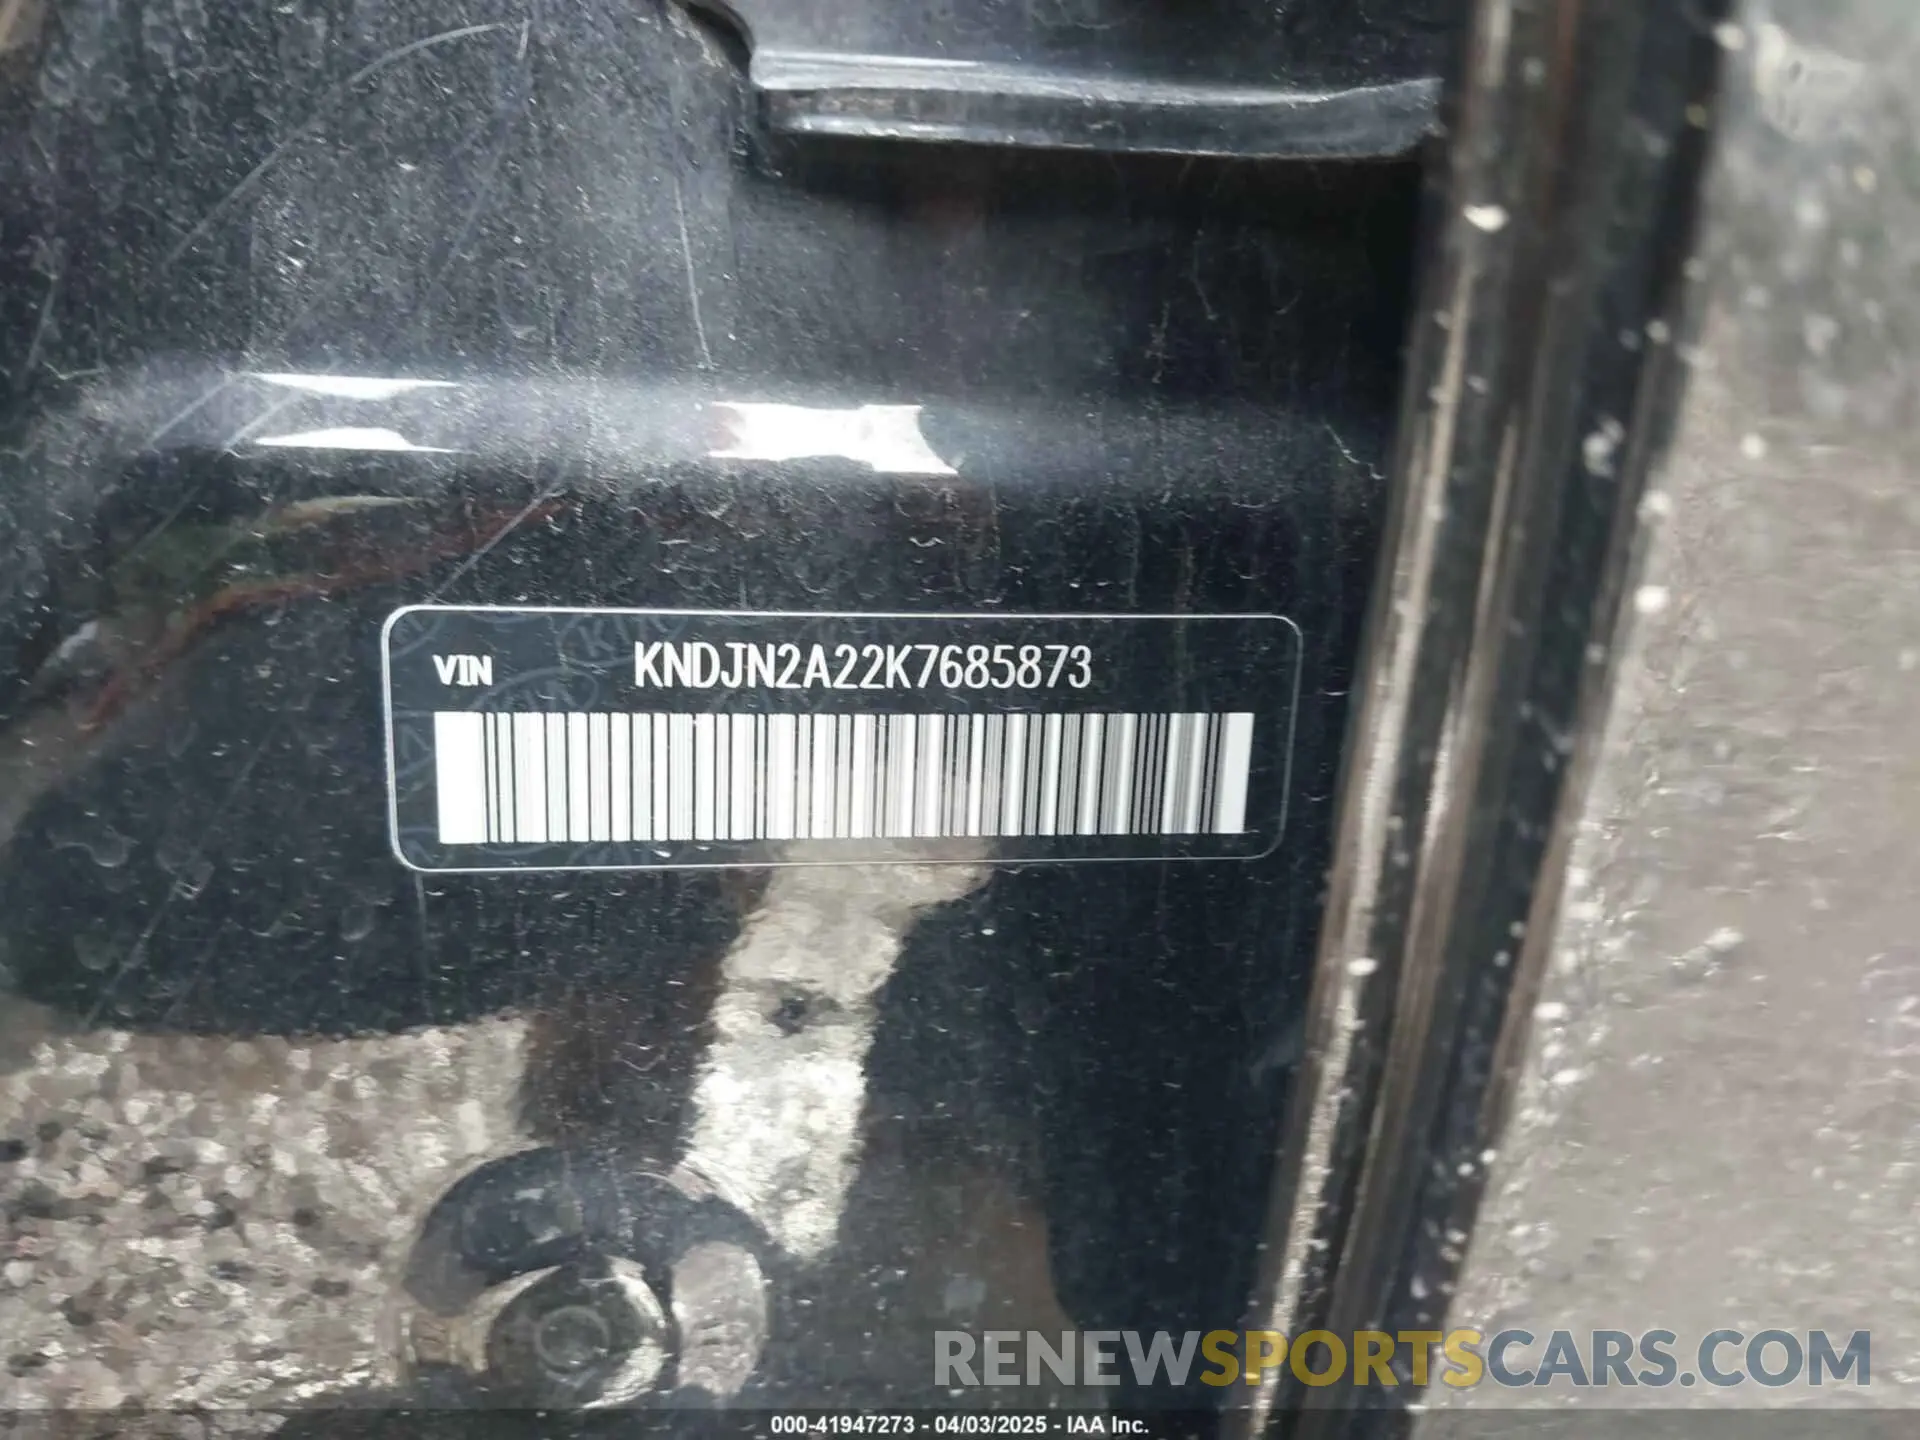 VIN KNDJN2A22K7685873
RENEWSPORTSCARS.COM
000-41947273 - 04/03/2025 - IAA Inc.